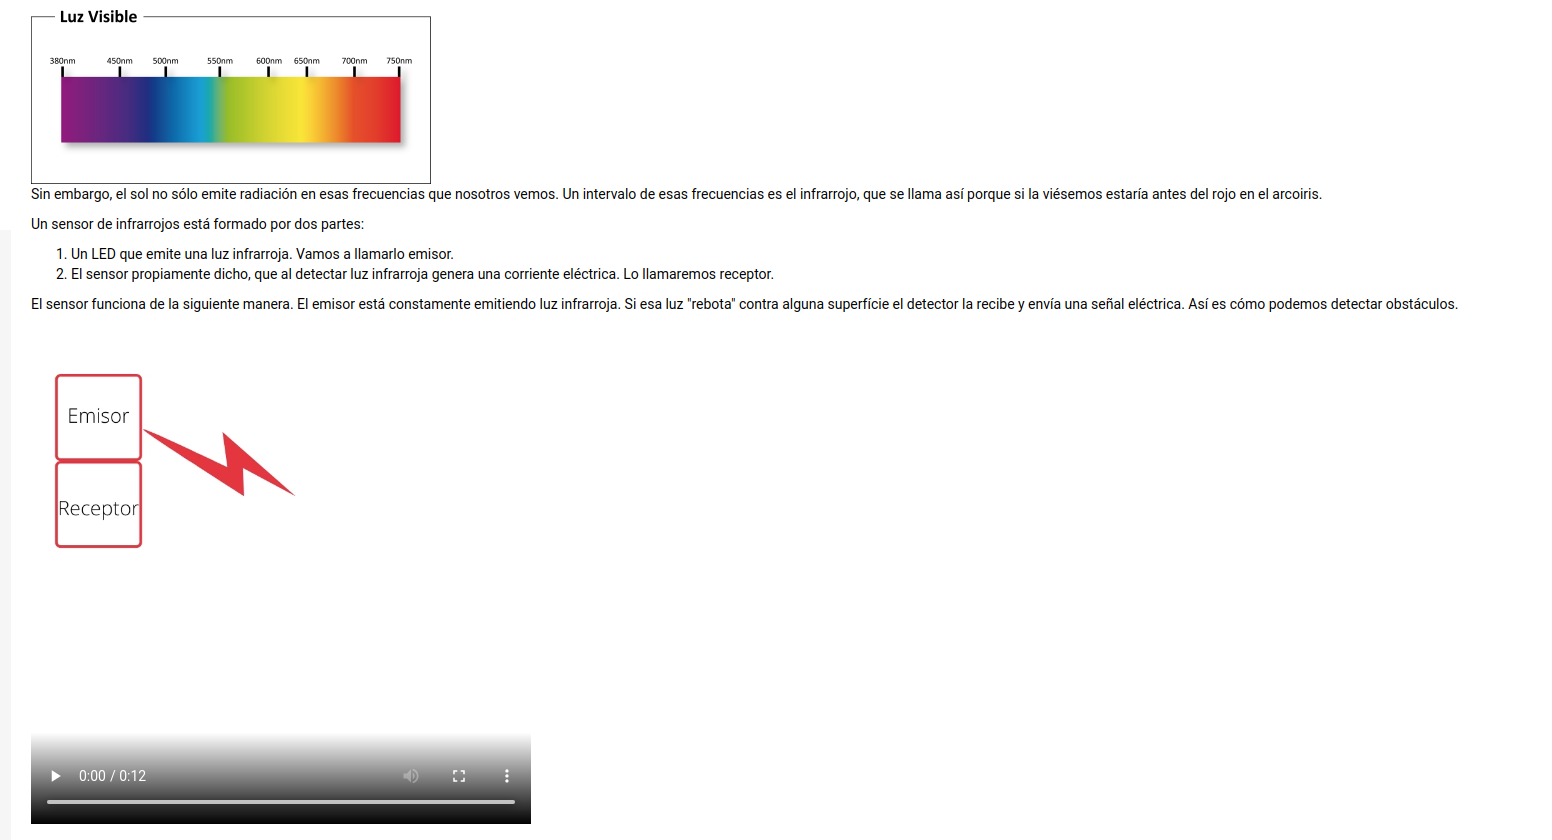 Luz Visible
380nm 450nm 500nm 550nm 600nm 650nm 700nm 750nm
Sin embargo, el sol no sólo emite radiación en esas frecuencias que nosotros vemos. Un intervalo de esas frecuencias es el infrarrojo, que se llama así porque si la viésemos estaría antes del rojo en el arcoiris.
Un sensor de infrarrojos está formado por dos partes:
1. Un LED que emite una luz infrarroja. Vamos a llamarlo emisor.
2. El sensor propiamente dicho, que al detectar luz infrarroja genera una corriente eléctrica. Lo llamaremos receptor.
El sensor funciona de la siguiente manera. El emisor está constantemente emitiendo luz infrarroja. Si esa luz "rebota" contra alguna superfície el detector la recibe y envía una señal eléctrica. Así es cómo podemos detectar obstáculos.
Emisor
Receptor
0:00 / 0:12